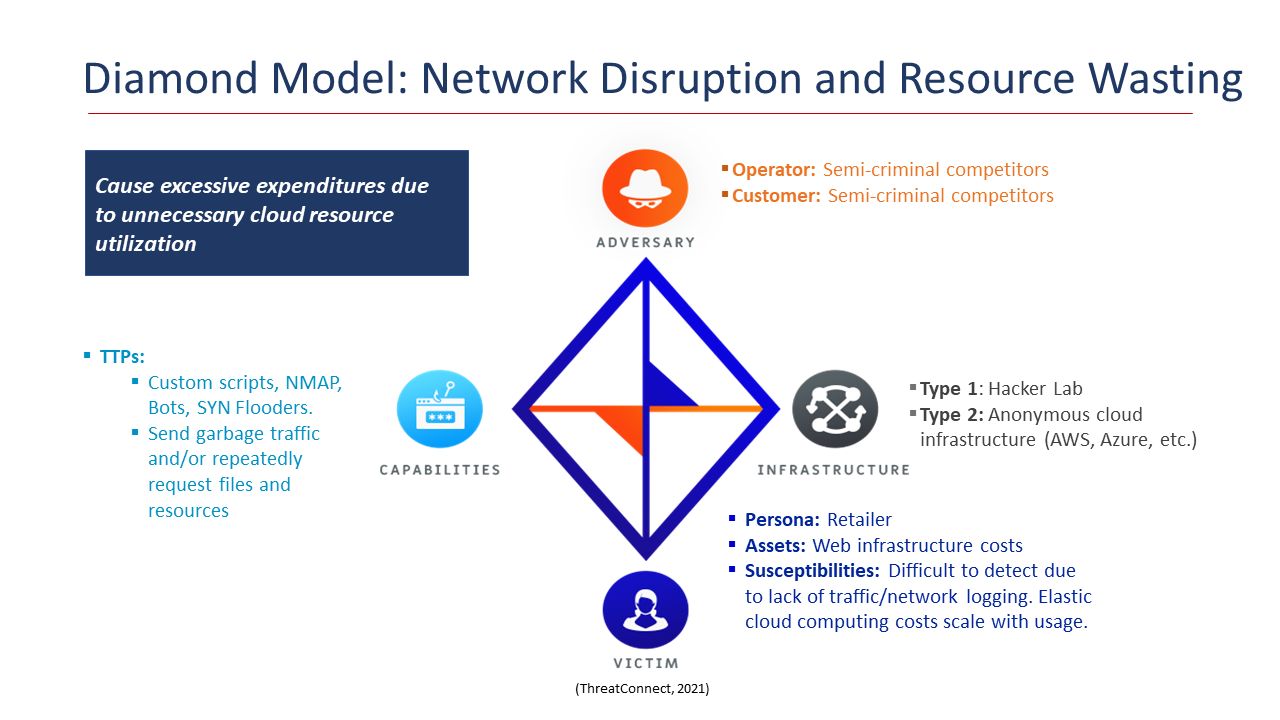 Diamond Model: Network Disruption and Resource Wasting
Cause excessive expenditures due
to unnecessary cloud resource
utilization
ADVERSARY
▪ Operator: Semi-criminal competitors
▪ Customer: Semi-criminal competitors
▪ TTPs:
▪ Custom scripts, NMAP,
Bots, SYN Flooders.
▪ Send garbage traffic
and/or repeatedly
request files and
resources
***
CAPABILITIES
INFRASTRUCTURE
▪ Type 1: Hacker Lab
▪ Type 2: Anonymous cloud
infrastructure (AWS, Azure, etc.)
▪ Persona: Retailer
▪ Assets: Web infrastructure costs
▪ Susceptibilities: Difficult to detect due
to lack of traffic/network logging. Elastic
cloud computing costs scale with usage.
VICTIM
(ThreatConnect, 2021)